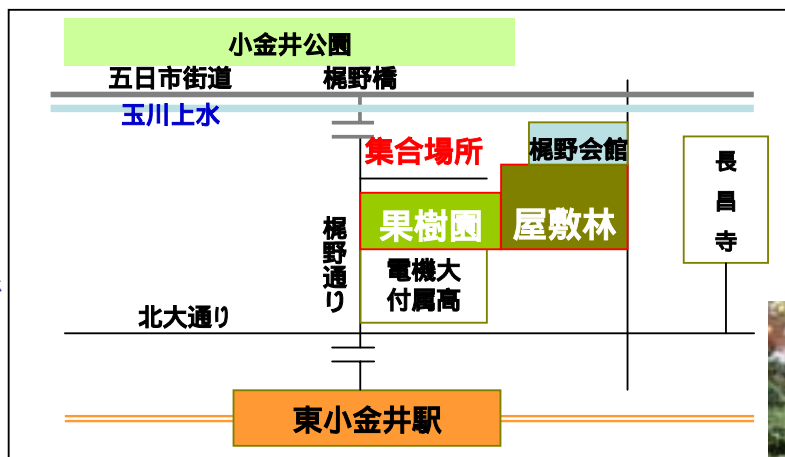 小金井公園
五日市街道
梶野橋
玉川上水
集合場所
梶野会館
長昌寺
果樹園
屋敷林
梶野通り
電機大
付属高
北大通り
東小金井駅